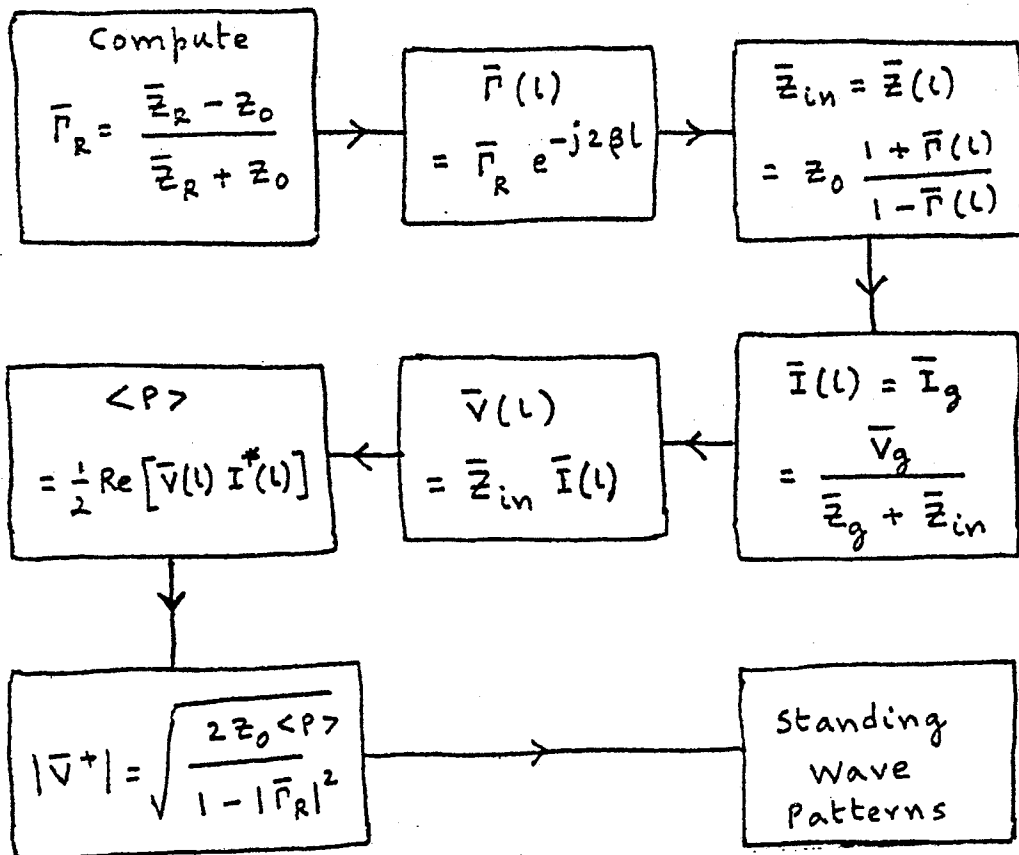 Compute
Γ̄_R = (Z̄_R − Z_0) / (Z̄_R + Z_0)
Γ̄(l)
= Γ̄_R e^{−j2βl}
Z̄_in = Z̄(l)
= Z_0 (1 + Γ̄(l)) / (1 − Γ̄(l))
Ī(l) = Ī_g
= V̄_g / (Z̄_g + Z̄_in)
V̄(l)
= Z̄_in Ī(l)
<P>
= ½ Re [V̄(l) I*(l)]
|V̄⁺| = √(2Z_0 <P> / (1 − |Γ̄_R|²))
Standing
Wave
Patterns